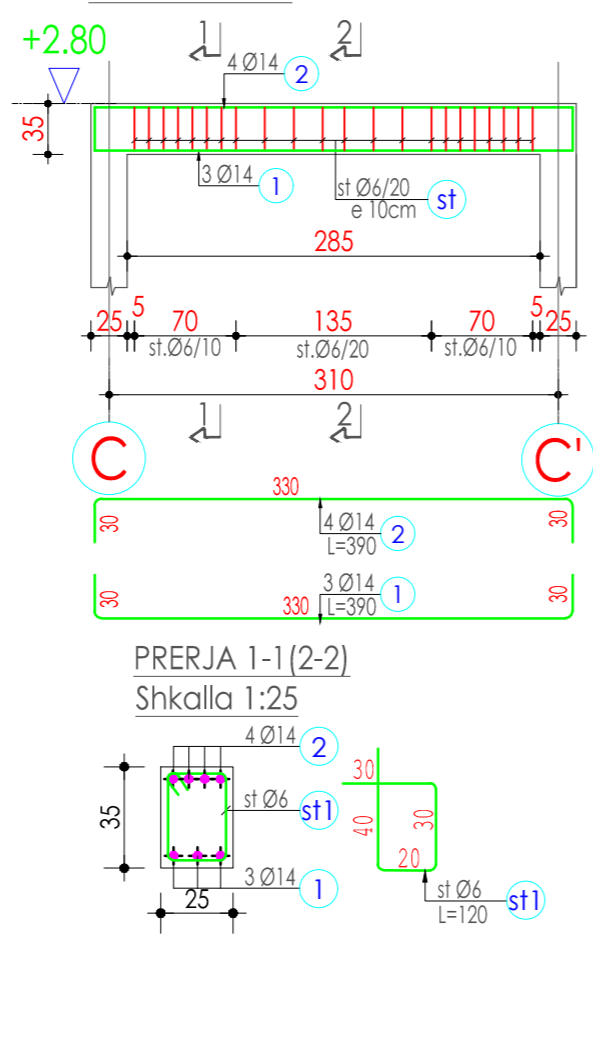 1 2
+2.80
4 Ø14 2
35
3 Ø14 1
st Ø6/20 st
e 10cm
285
25 5 70 135 70 5 25
st.Ø6/10 st.Ø6/20 st.Ø6/10
310
1 2
C C'
330
30 4 Ø14 2 30
L=390
30 3 Ø14 1 30
330 L=390
PRERJA 1-1(2-2)
Shkalla 1:25
4 Ø14 2
30
35 st Ø6 st1 40 30
20
3 Ø14 1 st Ø6 st1
25 L=120